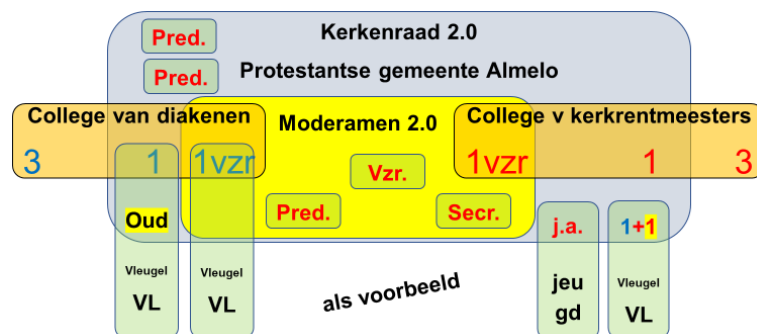 Pred.
Kerkenraad 2.0
Pred.
Protestantse gemeente Almelo
College van diakenen
Moderamen 2.0
College v kerkrentmeesters
3 1 1vzr
Vzr.
1vzr 1 3
Oud
Pred.
Secr.
j.a.
1+1
Vleugel
VL
Vleugel
VL
als voorbeeld
jeu
gd
Vleugel
VL